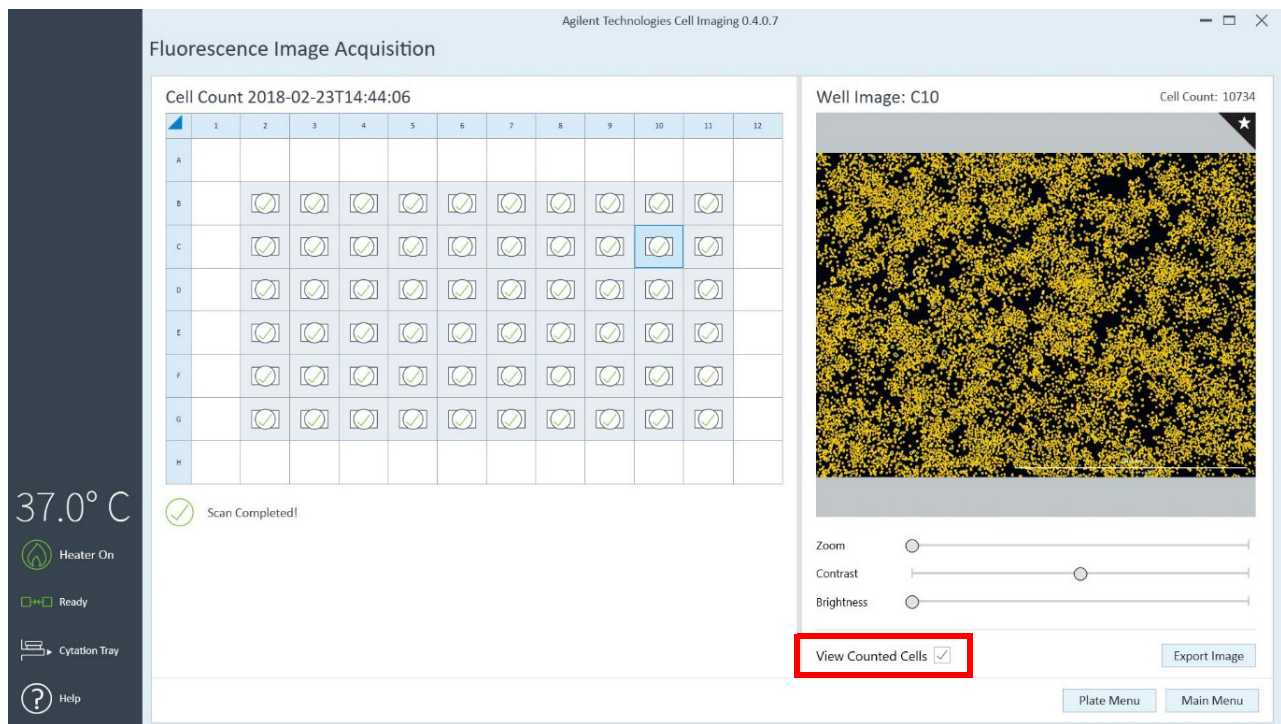 Agilent Technologies Cell Imaging 0.4.0.7
Fluorescence Image Acquisition
Cell Count 2018-02-23T14:44:06
1 2 3 4 5 6 7 8 9 10 11 12
A
B
C
D
E
F
G
H
Scan Completed!
37.0° C
Heater On
Ready
Cytation Tray
Help
Well Image: C10
Cell Count: 10734
Zoom
Contrast
Brightness
View Counted Cells
Export Image
Plate Menu
Main Menu